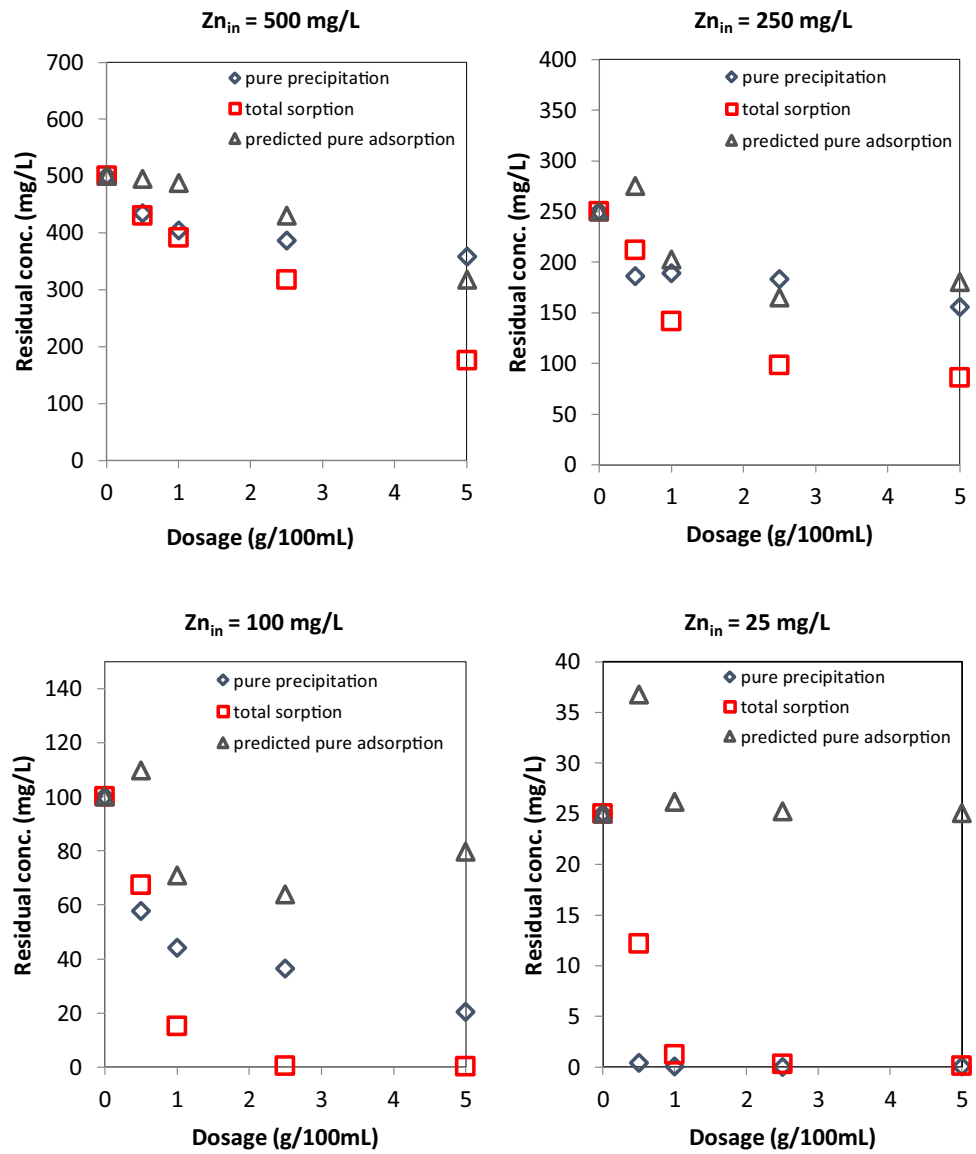 Zn_in = 500 mg/L
700
600
500
400
300
200
100
0
Residual conc. (mg/L)
pure precipitation
total sorption
predicted pure adsorption
0 1 2 3 4 5
Dosage (g/100mL)
Zn_in = 250 mg/L
400
350
300
250
200
150
100
50
0
Residual conc. (mg/L)
pure precipitation
total sorption
predicted pure adsorption
0 1 2 3 4 5
Dosage (g/100mL)
Zn_in = 100 mg/L
140
120
100
80
60
40
20
0
Residual conc. (mg/L)
pure precipitation
total sorption
predicted pure adsorption
0 1 2 3 4 5
Dosage (g/100mL)
Zn_in = 25 mg/L
40
35
30
25
20
15
10
5
0
Residual conc. (mg/L)
pure precipitation
total sorption
predicted pure adsorption
0 1 2 3 4 5
Dosage (g/100mL)